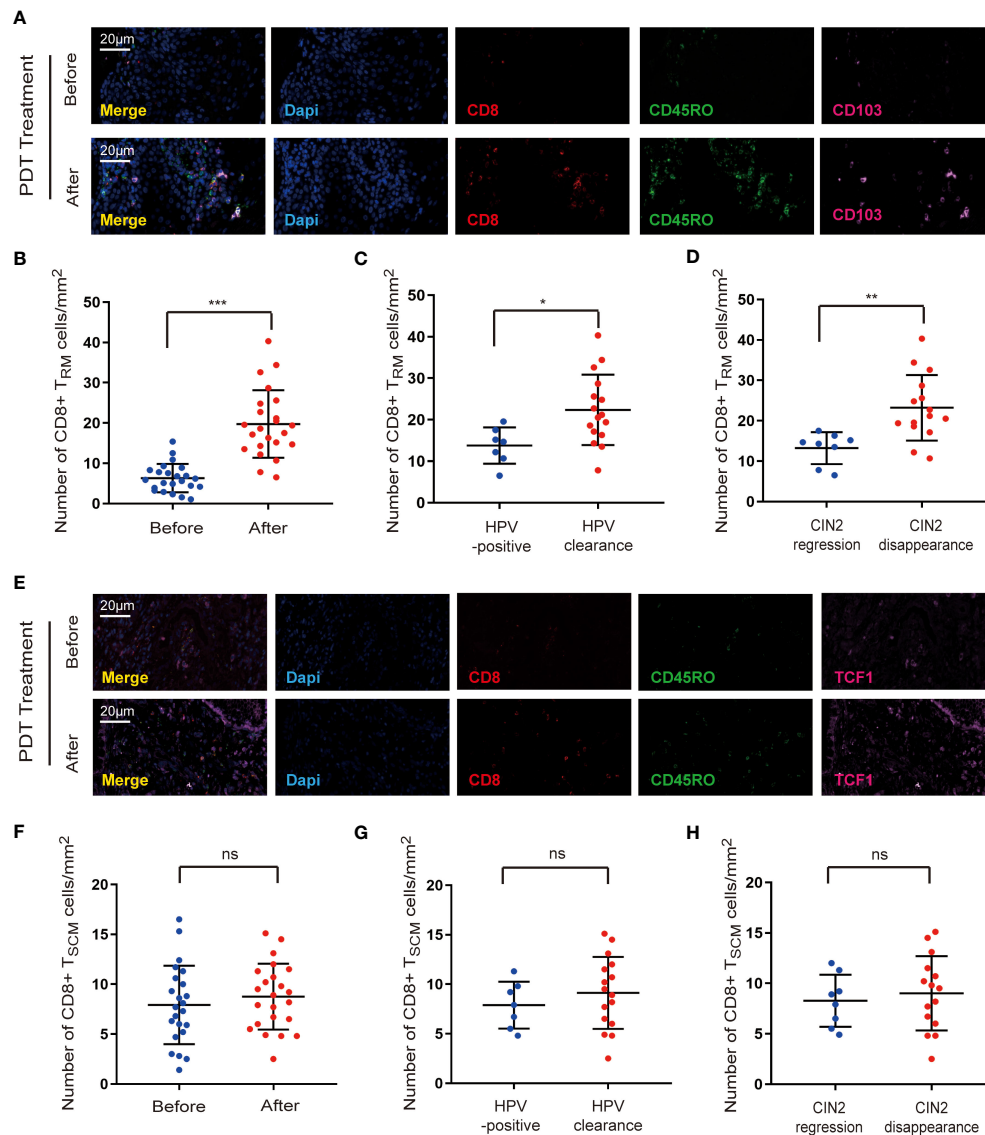 A
PDT Treatment
Before
After
20μm
Merge
Dapi
CD8
CD45RO
CD103
20μm
Merge
Dapi
CD8
CD45RO
CD103
B
Number of CD8+ TRM cells/mm2
50
40
30
20
10
0
***
Before
After
C
Number of CD8+ TRM cells/mm2
50
40
30
20
10
0
*
HPV
-positive
HPV
clearance
D
Number of CD8+ TRM cells/mm2
50
40
30
20
10
0
**
CIN2
regression
CIN2
disappearance
E
PDT Treatment
Before
After
20μm
Merge
Dapi
CD8
CD45RO
TCF1
20μm
Merge
Dapi
CD8
CD45RO
TCF1
F
Number of CD8+ TSCM cells/mm2
20
15
10
5
0
ns
Before
After
G
Number of CD8+ TSCM cells/mm2
20
15
10
5
0
ns
HPV
-positive
HPV
clearance
H
Number of CD8+ TSCM cells/mm2
20
15
10
5
0
ns
CIN2
regression
CIN2
disappearance